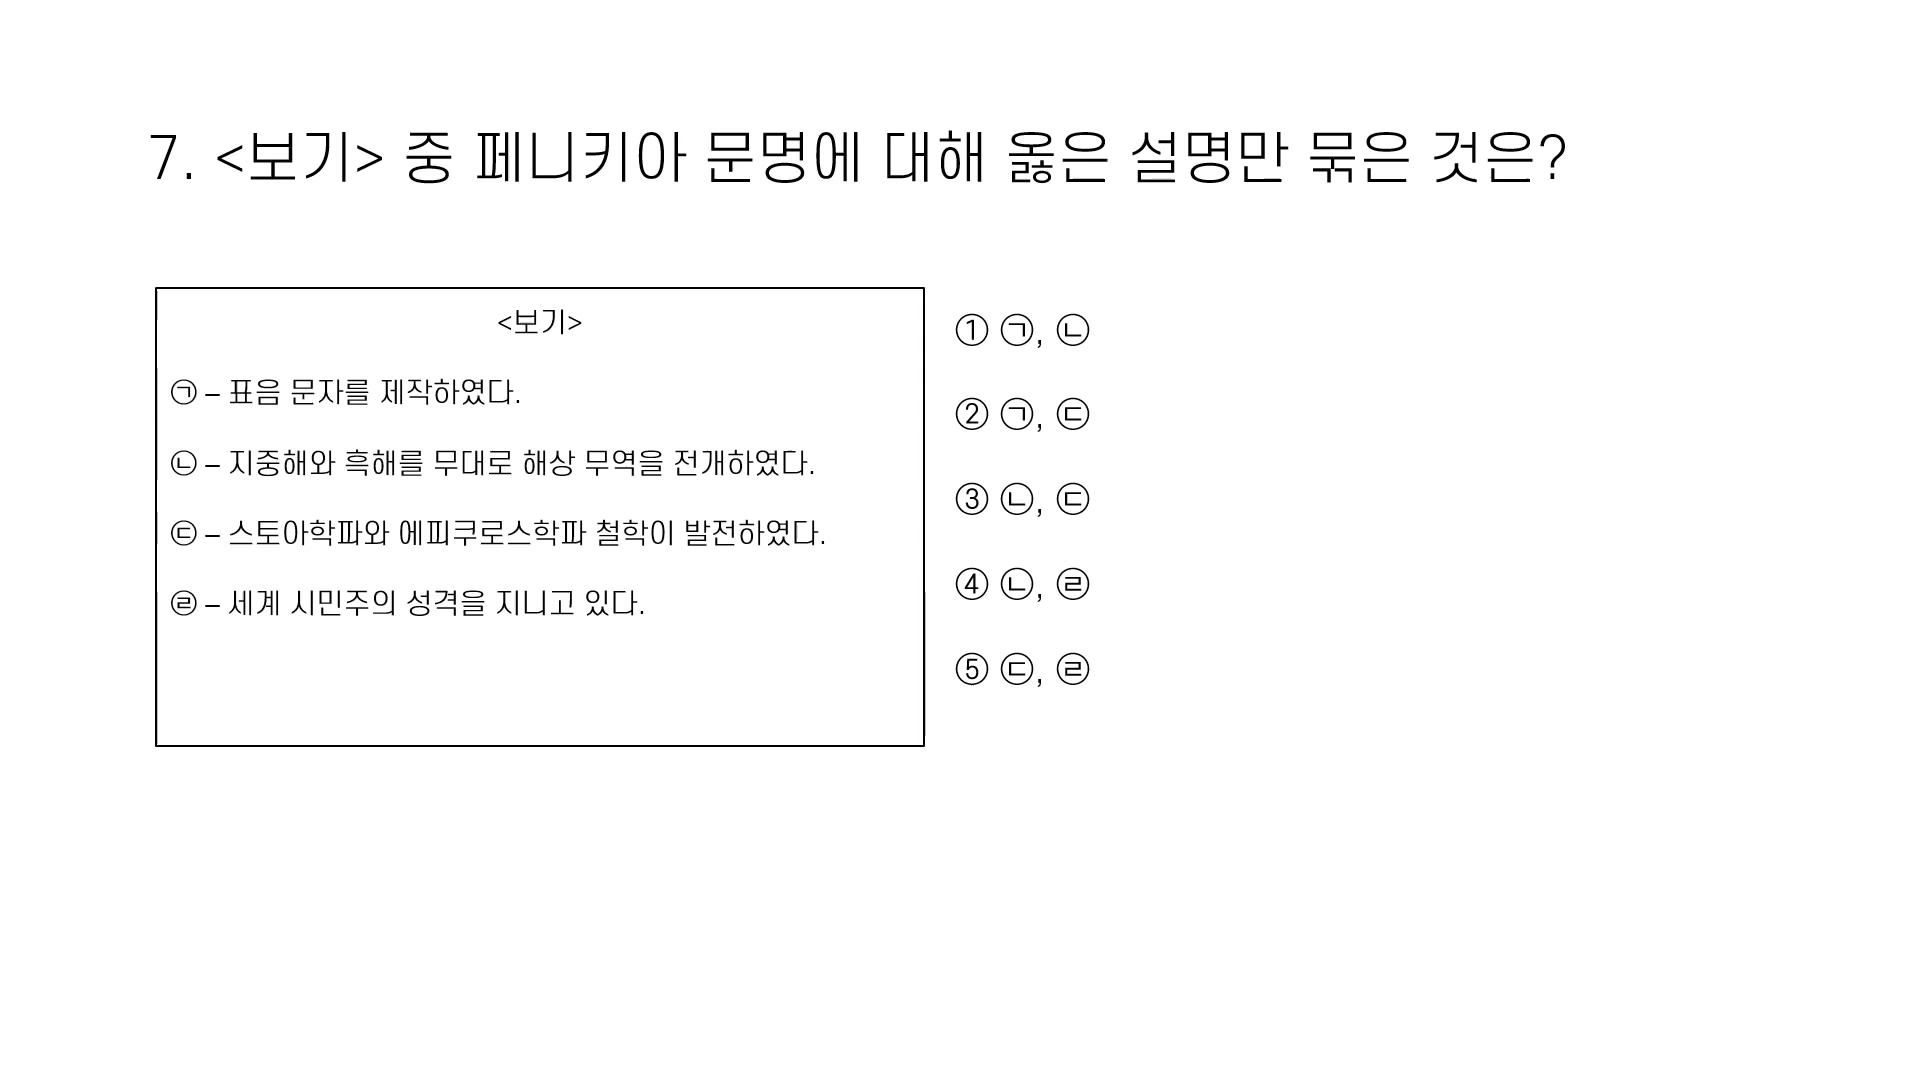 7. <보기> 중 페니키아 문명에 대해 옳은 설명만 묶은 것은?
<보기>
㉠ – 표음 문자를 제작하였다.
㉡ – 지중해와 흑해를 무대로 해상 무역을 전개하였다.
㉢ – 스토아학파와 에피쿠로스학파 철학이 발전하였다.
㉣ – 세계 시민주의 성격을 지니고 있다.
① ㉠, ㉡
② ㉠, ㉢
③ ㉡, ㉢
④ ㉡, ㉣
⑤ ㉢, ㉣